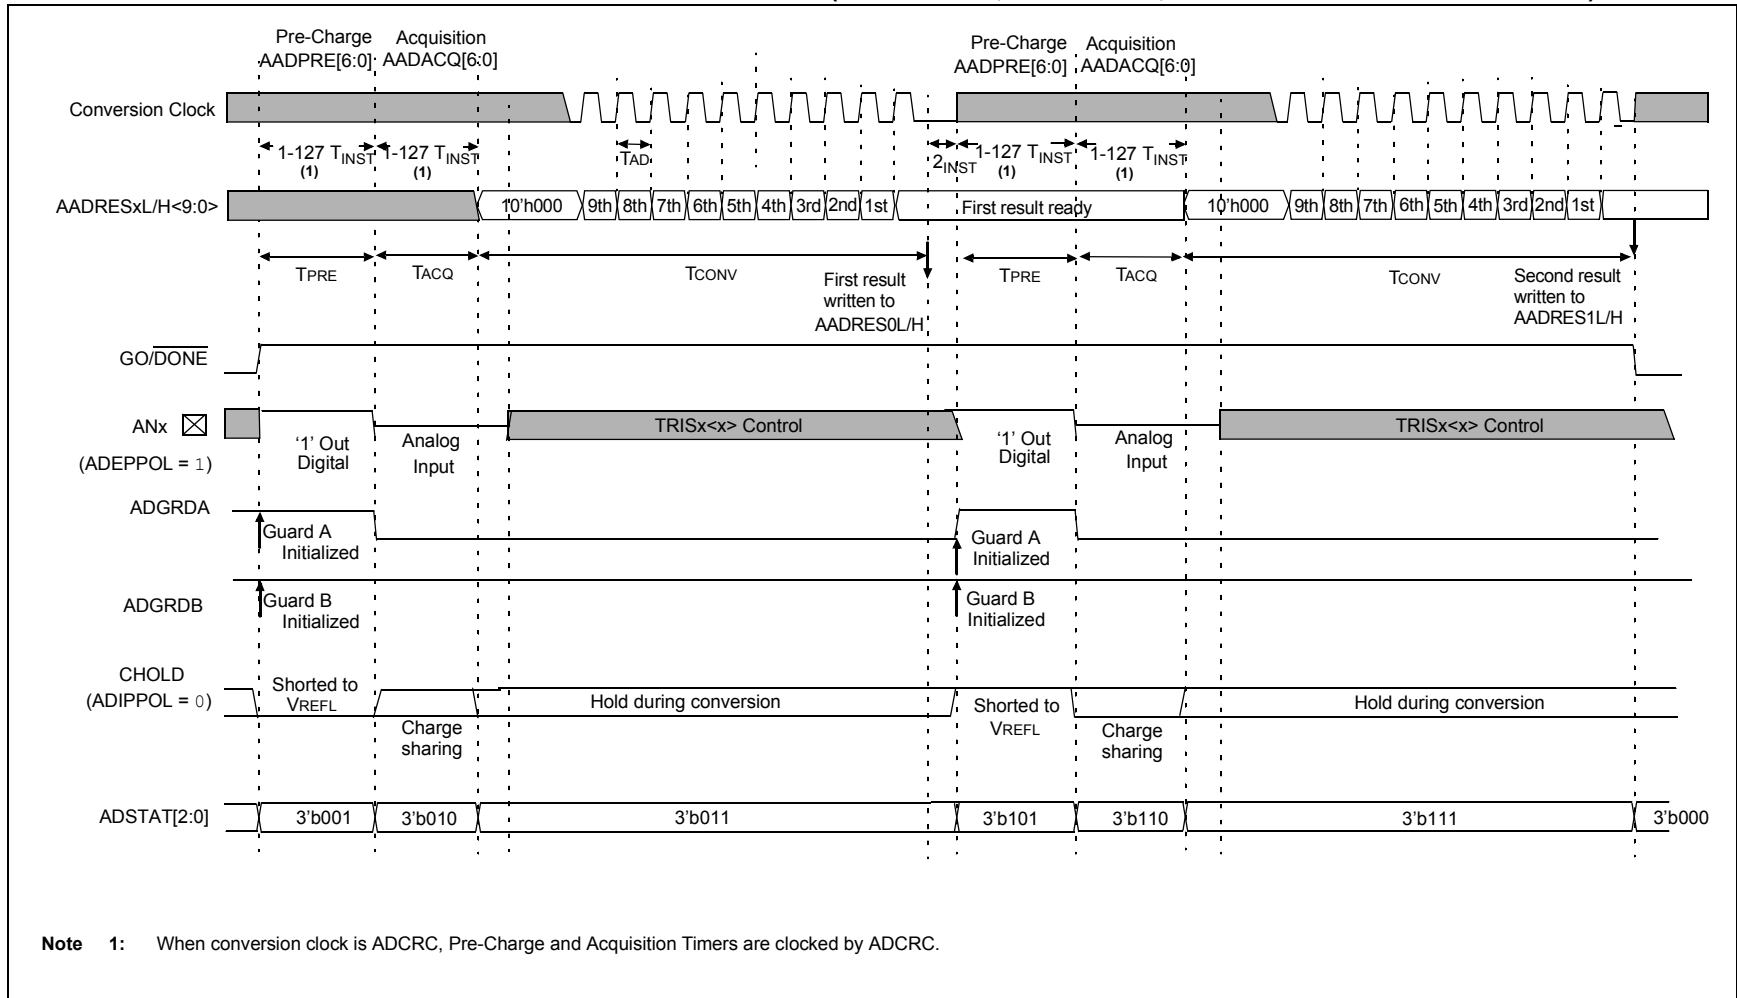 Pre-Charge Acquisition Pre-Charge Acquisition
AADPRE[6:0] AADACQ[6:0] AADPRE[6:0] AADACQ[6:0]
Conversion Clock
1-127 TINST 1-127 TINST TAD 2INST 1-127 TINST 1-127 TINST
(1) (1) (1) (1)
AADRESxL/H<9:0> 10'h000 9th 8th 7th 6th 5th 4th 3rd 2nd 1st First result ready 10'h000 9th 8th 7th 6th 5th 4th 3rd 2nd 1st
TPRE TACQ TCONV TPRE TACQ TCONV
First result
written to
AADRES0L/H
Second result
written to
AADRES1L/H
GO/DONE
ANx TRISx<x> Control TRISx<x> Control
(ADEPPOL = 1)
'1' Out
Digital
Analog
Input
'1' Out
Digital
Analog
Input
ADGRDA
Guard A
Initialized
Guard A
Initialized
ADGRDB
Guard B
Initialized
Guard B
Initialized
CHOLD
(ADIPPOL = 0)
Shorted to
VREFL
Charge
sharing
Hold during conversion
Shorted to
VREFL
Charge
sharing
Hold during conversion
ADSTAT[2:0] 3'b001 3'b010 3'b011 3'b101 3'b110 3'b111 3'b000
Note 1: When conversion clock is ADCRC, Pre-Charge and Acquisition Timers are clocked by ADCRC.